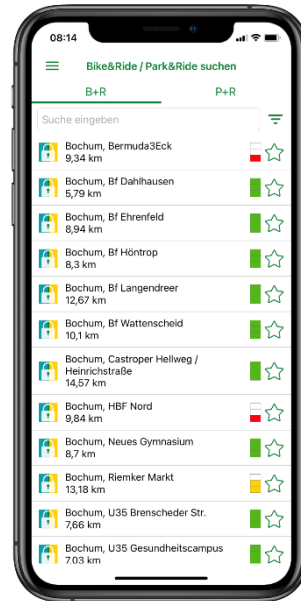 08:14
Bike&Ride / Park&Ride suchen
B+R P+R
Suche eingeben
Bochum, Bermuda3Eck
9,34 km
Bochum, Bf Dahlhausen
5,79 km
Bochum, Bf Ehrenfeld
8,94 km
Bochum, Bf Höntrop
8,3 km
Bochum, Bf Langendreer
12,67 km
Bochum, Bf Wattenscheid
10,1 km
Bochum, Castroper Hellweg /
Heinrichstraße
14,57 km
Bochum, HBF Nord
9,84 km
Bochum, Neues Gymnasium
8,7 km
Bochum, Riemker Markt
13,18 km
Bochum, U35 Brenscheder Str.
7,66 km
Bochum, U35 Gesundheitscampus
7,03 km